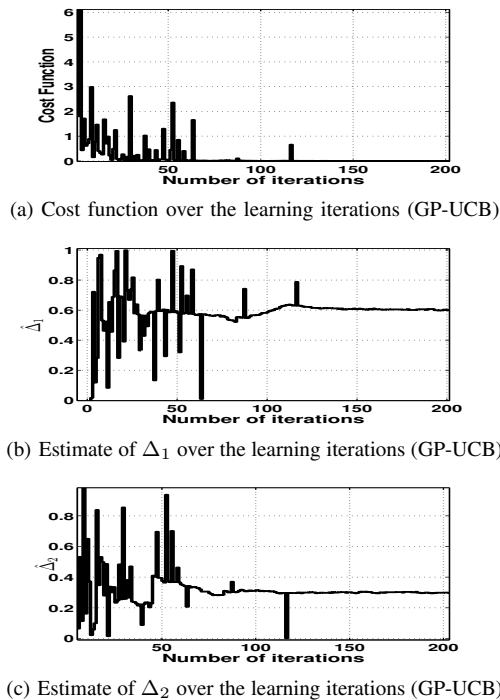 6
5
4
3
2
1
0
Cost Function
50 100 150 200
Number of iterations
(a) Cost function over the learning iterations (GP-UCB)
1
0.8
0.6
0.4
0.2
0
Δ̂₁
0 50 100 150 200
Number of iterations
(b) Estimate of Δ₁ over the learning iterations (GP-UCB)
0.8
0.6
0.4
0.2
0
Δ̂₂
50 100 150 200
Number of iterations
(c) Estimate of Δ₂ over the learning iterations (GP-UCB)